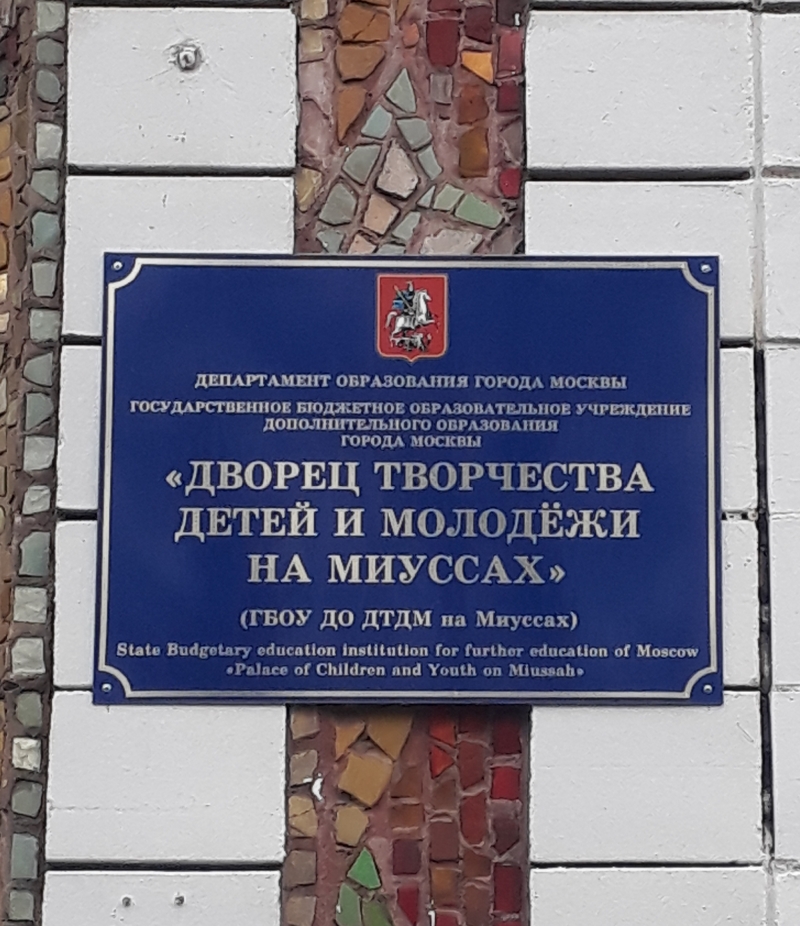 ДЕПАРТАМЕНТ ОБРАЗОВАНИЯ ГОРОДА МОСКВЫ
ГОСУДАРСТВЕННОЕ БЮДЖЕТНОЕ ОБРАЗОВАТЕЛЬНОЕ УЧРЕЖДЕНИЕ
ДОПОЛНИТЕЛЬНОГО ОБРАЗОВАНИЯ
ГОРОДА МОСКВЫ
«ДВОРЕЦ ТВОРЧЕСТВА
ДЕТЕЙ И МОЛОДЁЖИ
НА МИУССАХ»
(ГБОУ ДО ДТДМ на Миуссах)
State Budgetary education institution for further education of Moscow
«Palace of Children and Youth on Miussah»